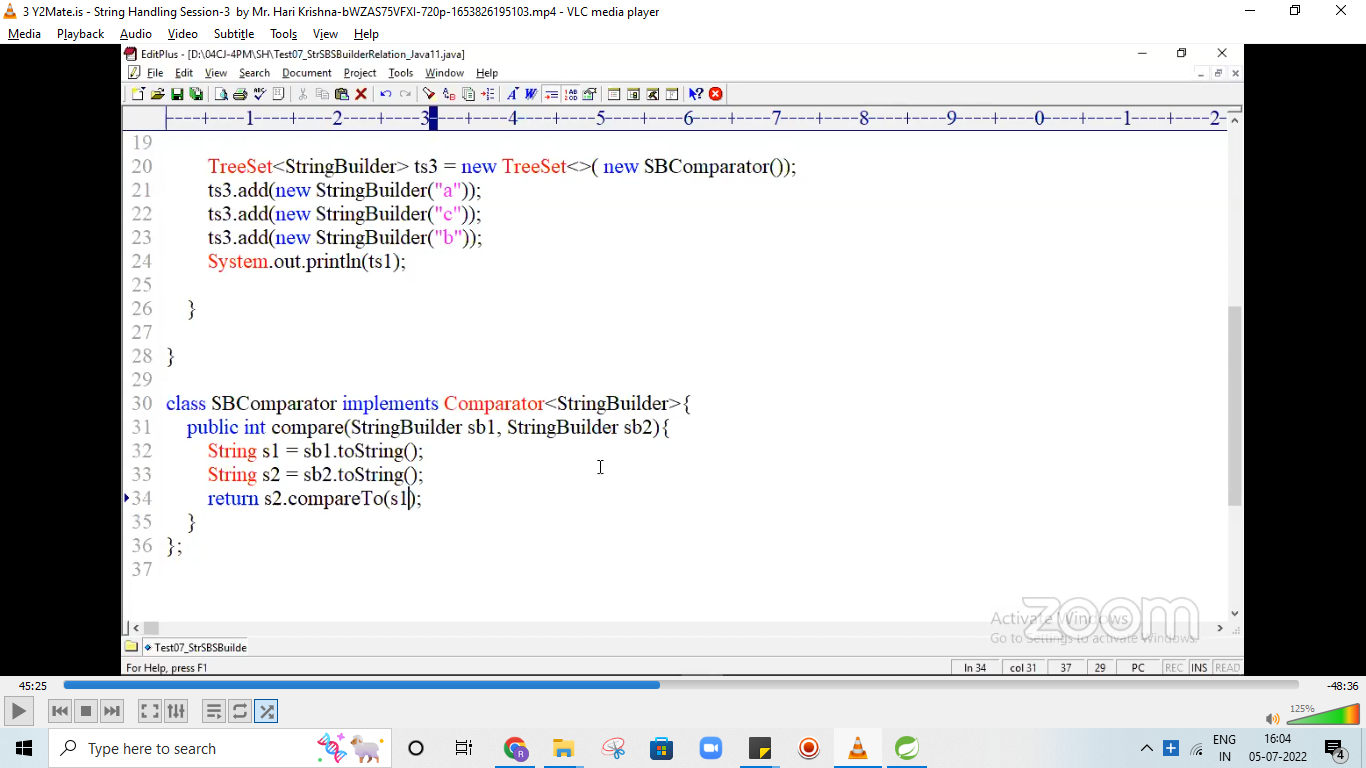 3 Y2Mate.is - String Handling Session-3  by Mr. Hari Krishna-bWZAS75VFXI-720p-1653826195103.mp4 - VLC media player
Media Playback Audio Video Subtitle Tools View Help
EditPlus - [D:\04CJ-4PM\SH\Test07_StrSBSBuilderRelation_Java11.java]
File Edit View Search Document Project Tools Window Help
----+----1----+----2----+----3----+----4----+----5----+----6----+----7----+----8----+----9----+----0----+----1----+----2-
19
20 TreeSet<StringBuilder> ts3 = new TreeSet<>( new SBComparator());
21 ts3.add(new StringBuilder("a"));
22 ts3.add(new StringBuilder("c"));
23 ts3.add(new StringBuilder("b"));
24 System.out.println(ts1);
25
26 }
27
28 }
29
30 class SBComparator implements Comparator<StringBuilder>{
31 public int compare(StringBuilder sb1, StringBuilder sb2){
32 String s1 = sb1.toString();
33 String s2 = sb2.toString();
34 return s2.compareTo(s1);
35 }
36 };
37
zoom
Activate Windows
Go to Settings to activate Windows.
Test07_StrSBSBuilde
For Help, press F1
ln 34 col 31 37 29 PC REC INS READ
45:25 -48:36
125%
Type here to search
ENG
IN
16:04
05-07-2022
4